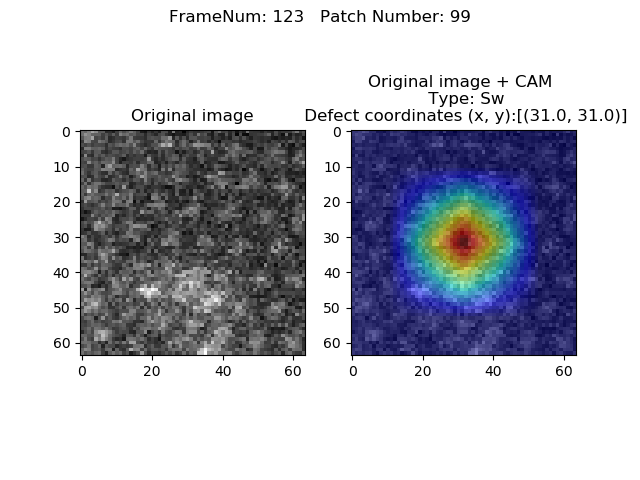 FrameNum: 123   Patch Number: 99
Original image
0
10
20
30
40
50
60
0 20 40 60
Original image + CAM
Type: Sw
Defect coordinates (x, y):[(31.0, 31.0)]
0
10
20
30
40
50
60
0 20 40 60